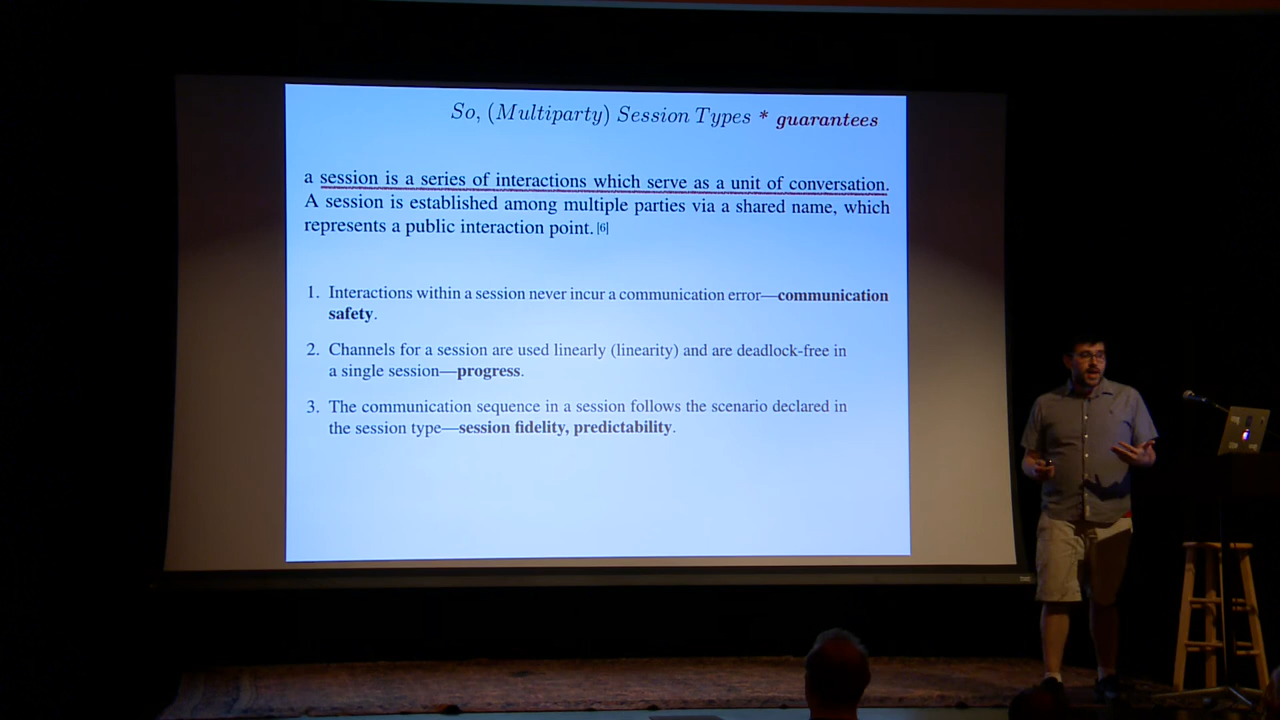 So, (Multiparty) Session Types * guarantees
a session is a series of interactions which serve as a unit of conversation.
A session is established among multiple parties via a shared name, which
represents a public interaction point. [6]
1. Interactions within a session never incur a communication error—communication
safety.
2. Channels for a session are used linearly (linearity) and are deadlock-free in
a single session—progress.
3. The communication sequence in a session follows the scenario declared in
the session type—session fidelity, predictability.